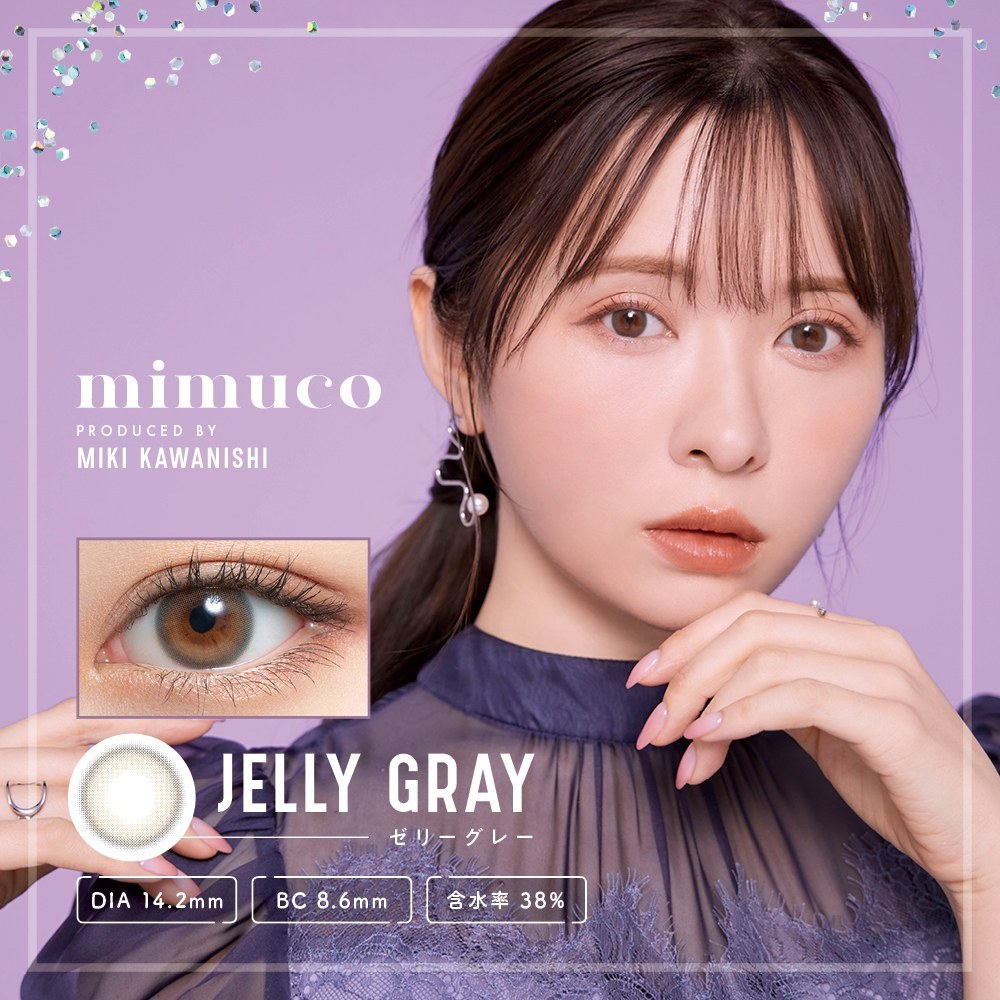 mimuco
PRODUCED BY
MIKI KAWANISHI
JELLY GRAY
ゼリーグレー
DIA 14.2mm
BC 8.6mm
含水率 38%